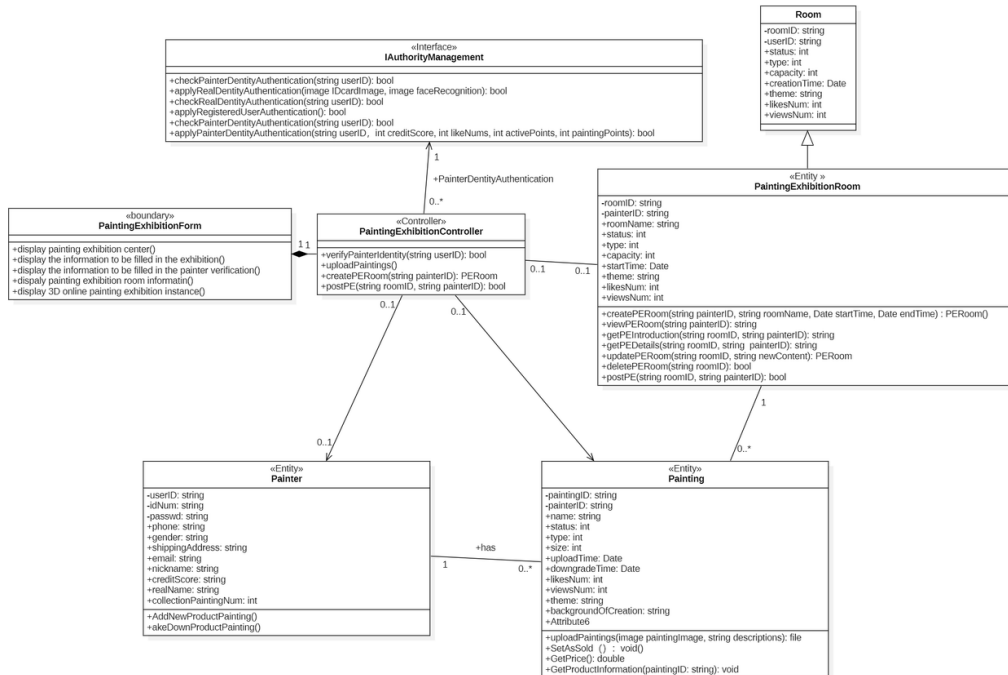 Room
-roomID: string
-userID: string
+status: int
+type: int
+capacity: int
+creationTime: Date
+theme: string
+likesNum: int
+viewsNum: int
«Interface»
IAuthorityManagement
+checkPainterDentityAuthentication(string userID): bool
+applyRealDentityAuthentication(image IDcardImage, image faceRecognition): bool
+checkRealDentityAuthentication(string userID): bool
+applyRegisteredUserAuthentication(): bool
+checkPainterDentityAuthentication(string userID): bool
+applyPainterDentityAuthentication(string userID, int creditScore, int likeNums, int activePoints, int paintingPoints): bool
1
+PainterDentityAuthentication
0..*
«Entity »
PaintingExhibitionRoom
-roomID: string
-painterID: string
+roomName: string
+status: int
+type: int
+capacity: int
+startTime: Date
+theme: string
+likesNum: int
+viewsNum: int
+createPERoom(string painterID, string roomName, Date startTime, Date endTime) : PERoom()
+viewPERoom(string painterID): string
+getPEIntroduction(string roomID, string painterID): string
+getPEDetails(string roomID, string painterID): string
+updatePERoom(string roomID, string newContent): PERoom
+deletePERoom(string roomID): bool
+postPE(string roomID, string painterID): bool
«boundary»
PaintingExhibitionForm
+display painting exhibition center()
+display the information to be filled in the exhibition()
+display the information to be filled in the painter verification()
+dispaly painting exhibition room informatin()
+display 3D online painting exhibition instance()
1 1
«Controller»
PaintingExhibitionController
+verifyPainterIdentity(string userID): bool
+uploadPaintings()
+createPERoom(string painterID): PERoom
+postPE(string roomID, string painterID): bool
0..1 0..1
0..1 0..1
1
0..1
0..*
«Entity»
Painter
-userID: string
-idNum: string
-passwd: string
+phone: string
+gender: string
+shippingAddress: string
+email: string
+nickname: string
+creditScore: string
+realName: string
+collectionPaintingNum: int
+AddNewProductPainting()
+akeDownProductPainting()
+has
1 0..*
«Entity»
Painting
-paintingID: string
-painterID: string
+name: string
+status: int
+type: int
+size: int
+uploadTime: Date
+downgradeTime: Date
+likesNum: int
+viewsNum: int
+theme: string
+backgroundOfCreation: string
+Attribute6
+uploadPaintings(image paintingImage, string descriptions): file
+SetAsSold () : void()
+GetPrice(): double
+GetProductInformation(paintingID: string): void